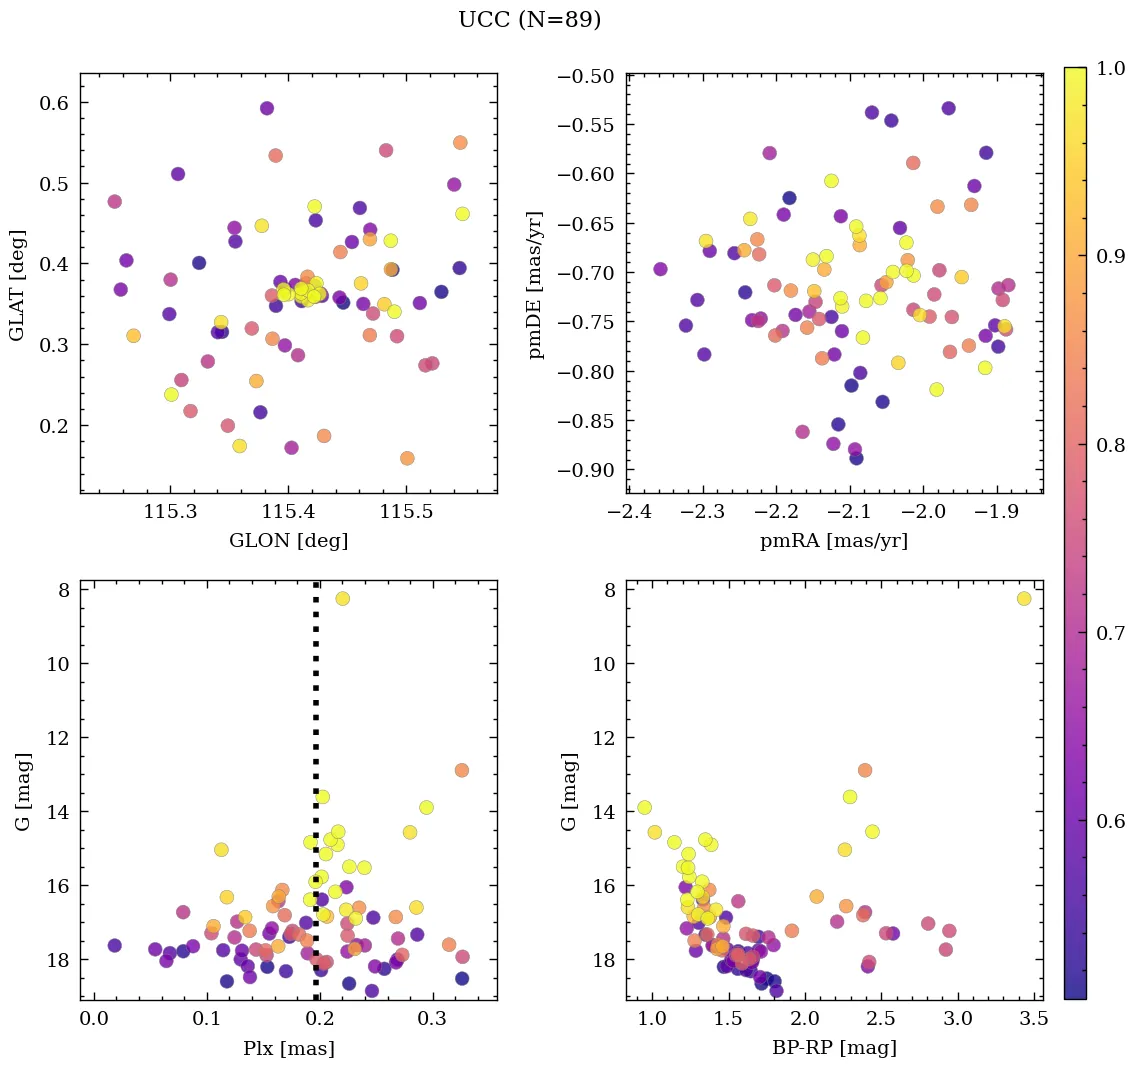 UCC (N=89)
0.6
0.5
0.4
0.3
0.2
GLAT [deg]
115.3 115.4 115.5
GLON [deg]
−0.50
−0.55
−0.60
−0.65
−0.70
−0.75
−0.80
−0.85
−0.90
pmDE [mas/yr]
−2.4 −2.3 −2.2 −2.1 −2.0 −1.9
pmRA [mas/yr]
1.0
0.9
0.8
0.7
0.6
8
10
12
14
16
18
G [mag]
0.0 0.1 0.2 0.3
Plx [mas]
8
10
12
14
16
18
G [mag]
1.0 1.5 2.0 2.5 3.0 3.5
BP-RP [mag]